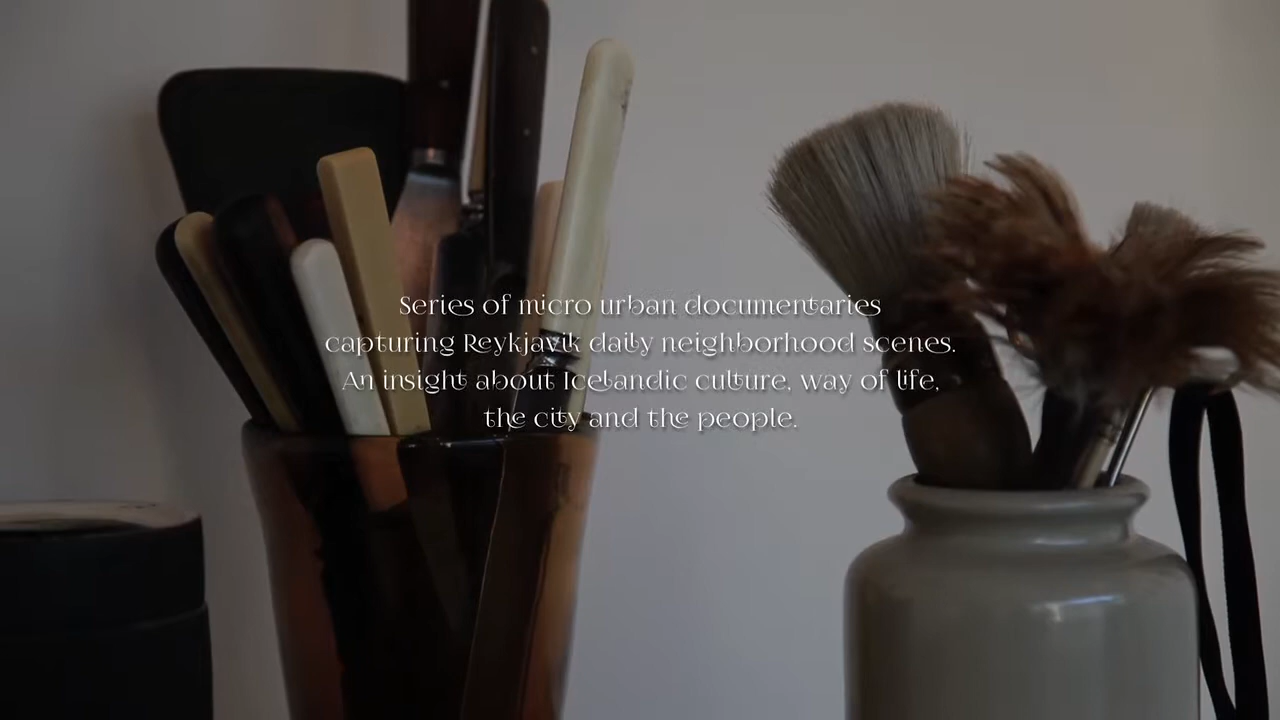 Series of micro urban documentaries
capturing Reykjavik daily neighborhood scenes.
An insight about Icelandic culture, way of life,
the city and the people.